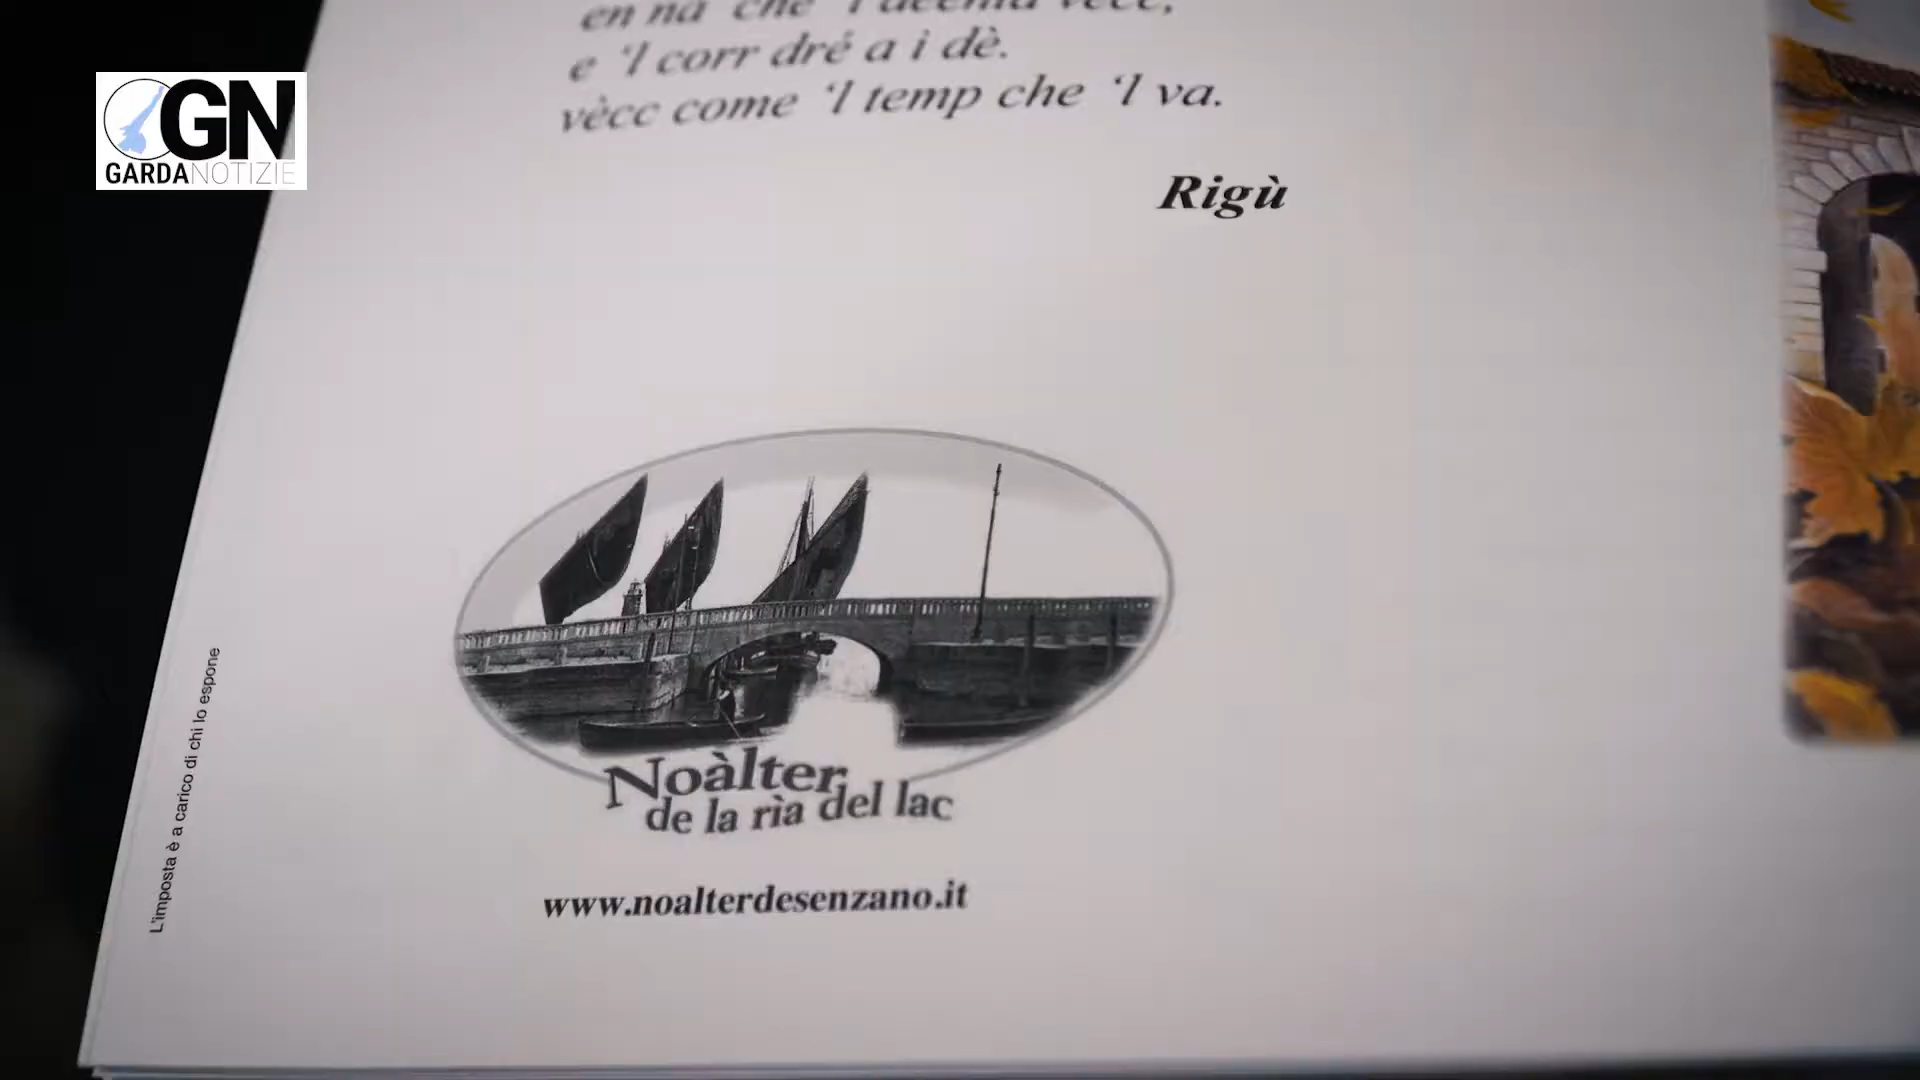 GN
GARDANOTIZIE
e ‘l corr dré a i dè.
vècc come ‘l temp che ‘l va.
Rigù
Noàlter
de la rìa del lac
www.noalterdesenzano.it
L'imposta è a carico di chi lo espone